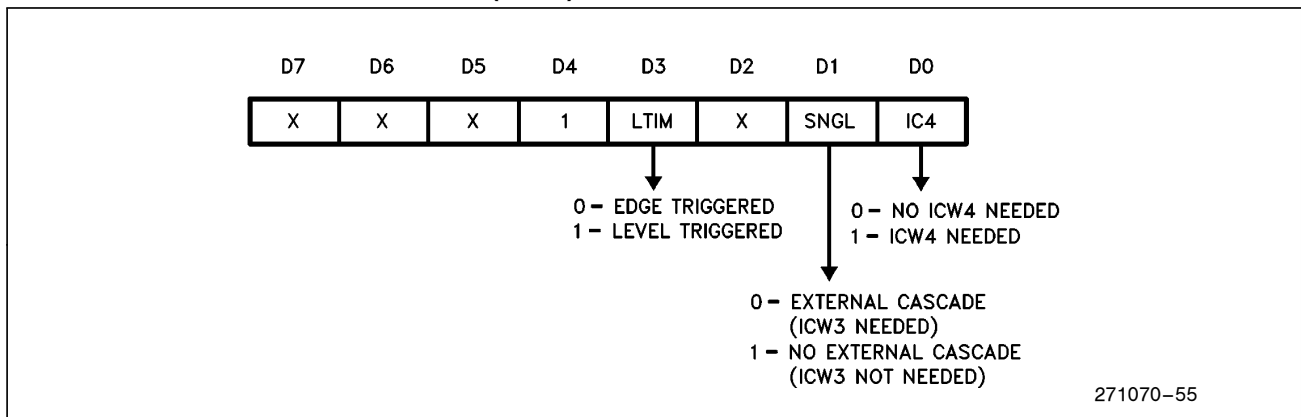 D7 D6 D5 D4 D3 D2 D1 D0
X X X 1 LTIM X SNGL IC4
0 – EDGE TRIGGERED
1 – LEVEL TRIGGERED
0 – NO ICW4 NEEDED
1 – ICW4 NEEDED
0 – EXTERNAL CASCADE
(ICW3 NEEDED)
1 – NO EXTERNAL CASCADE
(ICW3 NOT NEEDED)
271070–55